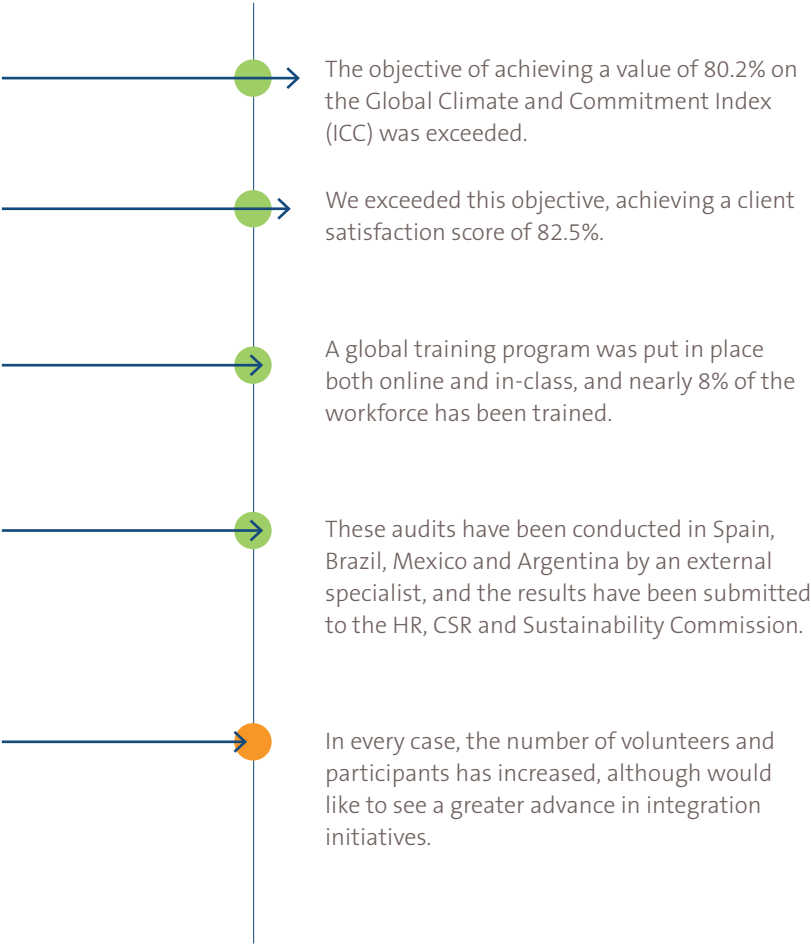 The objective of achieving a value of 80.2% on
the Global Climate and Commitment Index
(ICC) was exceeded.
We exceeded this objective, achieving a client
satisfaction score of 82.5%.
A global training program was put in place
both online and in-class, and nearly 8% of the
workforce has been trained.
These audits have been conducted in Spain,
Brazil, Mexico and Argentina by an external
specialist, and the results have been submitted
to the HR, CSR and Sustainability Commission.
In every case, the number of volunteers and
participants has increased, although would
like to see a greater advance in integration
initiatives.